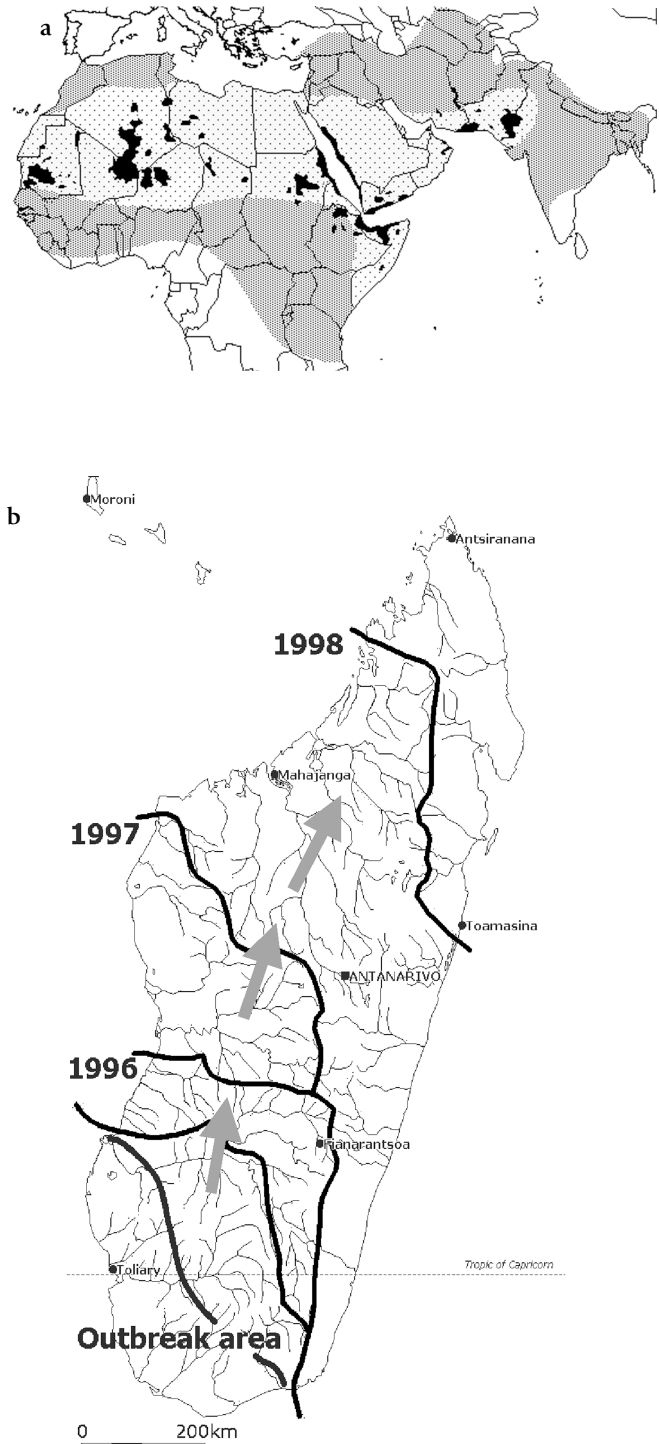 a
b
Moroni
Antsiranana
1998
Mahajanga
1997
Toamasina
ANTANARIVO
1996
Fianarantsoa
Toliary
Tropic of Capricorn
Outbreak area
0 200km